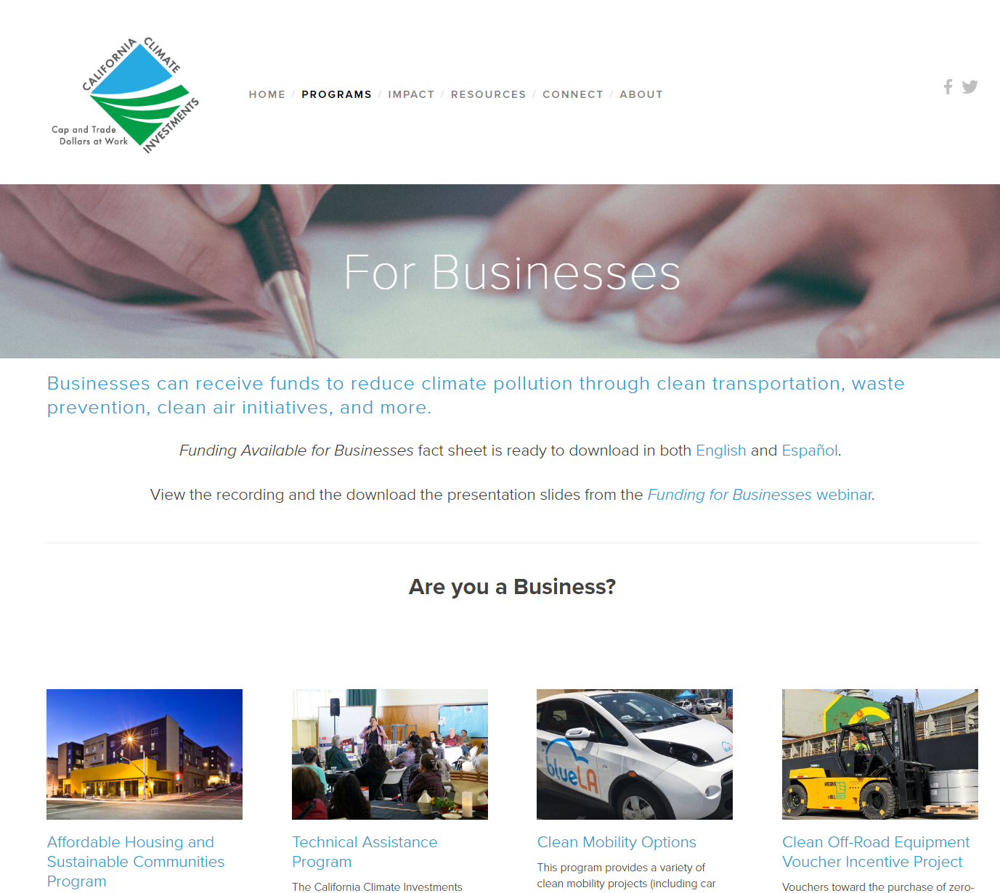 CALIFORNIA CLIMATE
INVESTMENTS
Cap and Trade
Dollars at Work
HOME / PROGRAMS / IMPACT / RESOURCES / CONNECT / ABOUT
For Businesses
Businesses can receive funds to reduce climate pollution through clean transportation, waste
prevention, clean air initiatives, and more.
Funding Available for Businesses fact sheet is ready to download in both English and Español.
View the recording and the download the presentation slides from the Funding for Businesses webinar.
Are you a Business?
blueLA
WIGGINS
Affordable Housing and
Sustainable Communities
Program
Technical Assistance
Program
The California Climate Investments
Clean Mobility Options
This program provides a variety of
clean mobility projects (including car
Clean Off-Road Equipment
Voucher Incentive Project
Vouchers toward the purchase of zero-